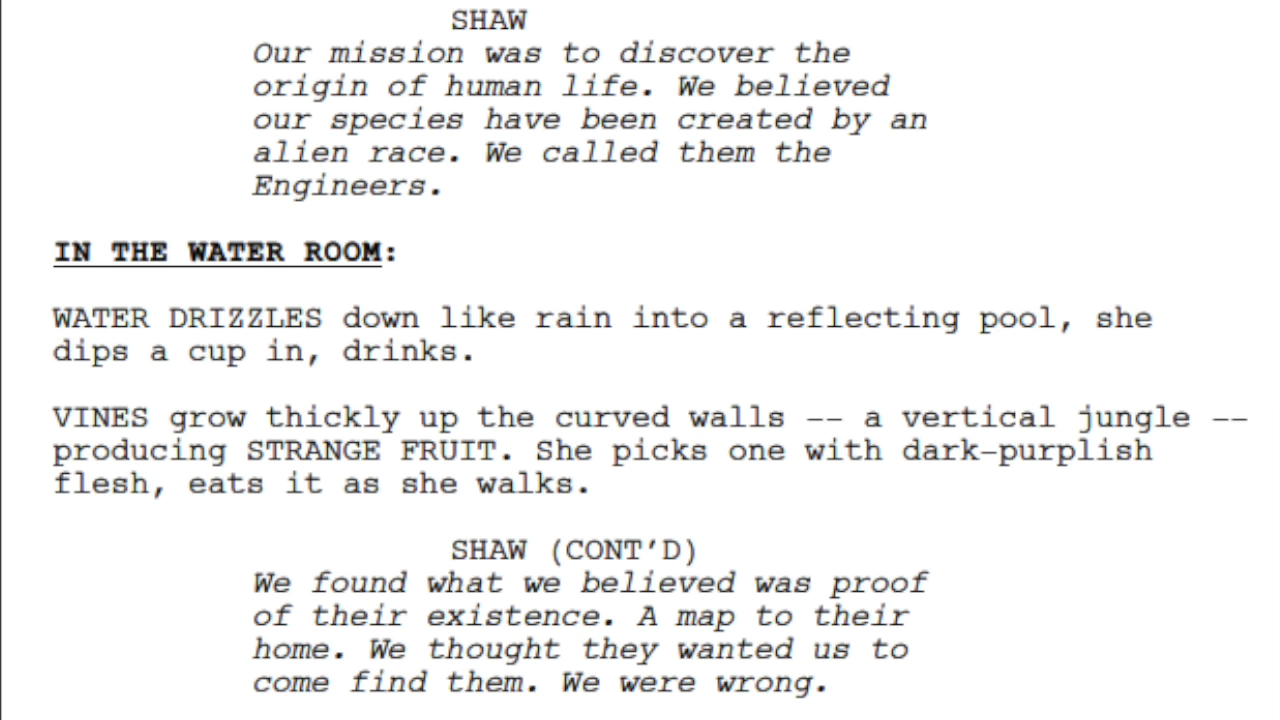 SHAW
Our mission was to discover the
origin of human life. We believed
our species have been created by an
alien race. We called them the
Engineers.
IN THE WATER ROOM:
WATER DRIZZLES down like rain into a reflecting pool, she
dips a cup in, drinks.
VINES grow thickly up the curved walls -- a vertical jungle --
producing STRANGE FRUIT. She picks one with dark-purplish
flesh, eats it as she walks.
SHAW (CONT'D)
We found what we believed was proof
of their existence. A map to their
home. We thought they wanted us to
come find them. We were wrong.